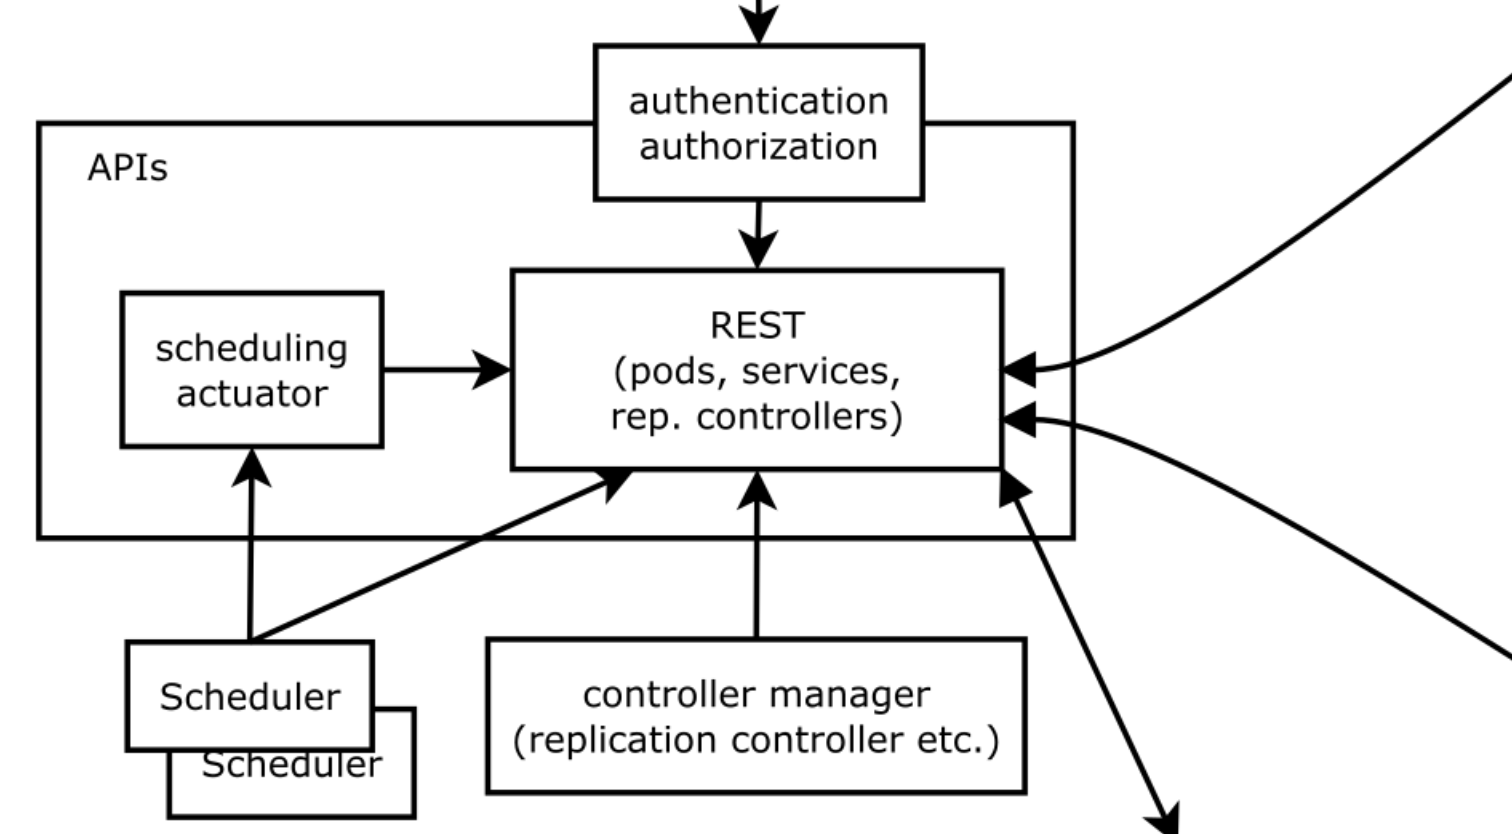 authentication
authorization
APIs
REST
(pods, services,
rep. controllers)
scheduling
actuator
Scheduler
Scheduler
controller manager
(replication controller etc.)